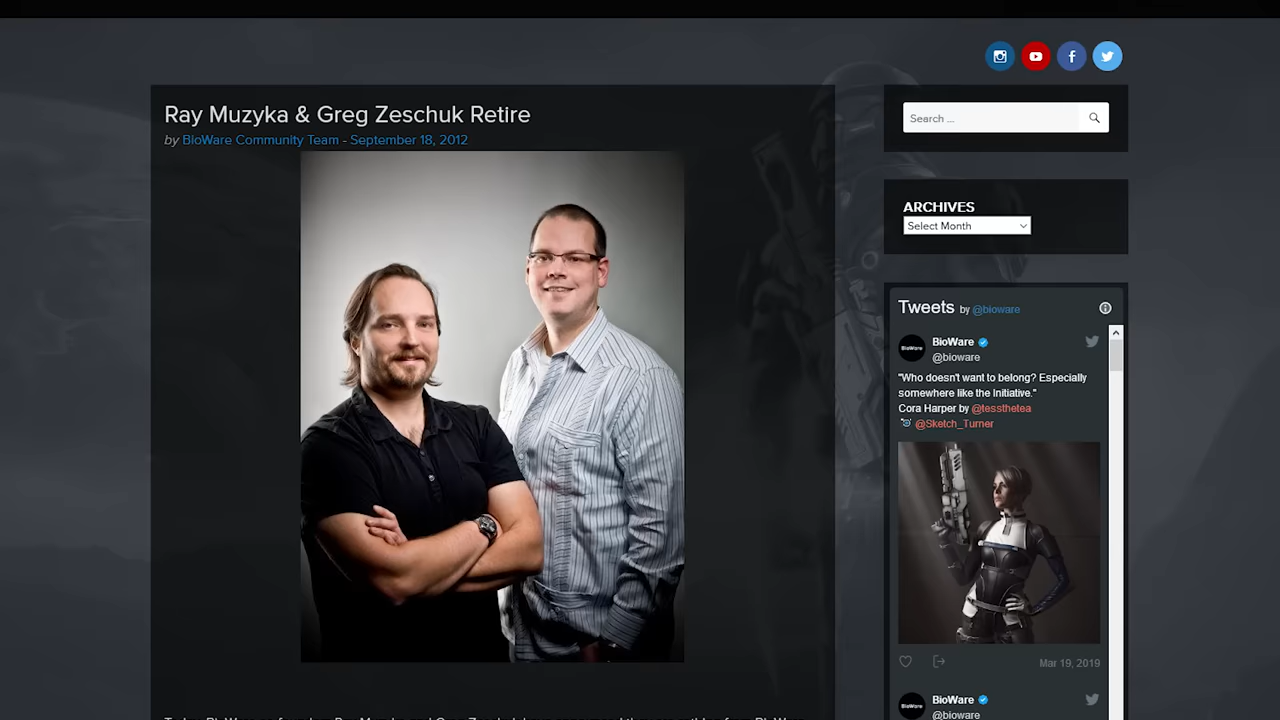 Ray Muzyka & Greg Zeschuk Retire
by BioWare Community Team - September 18, 2012
Search ...
ARCHIVES
Select Month
Tweets by @bioware
BioWare
@bioware
"Who doesn't want to belong? Especially
somewhere like the Initiative."
Cora Harper by @tessthetea
@Sketch_Turner
Mar 19, 2019
BioWare
@bioware